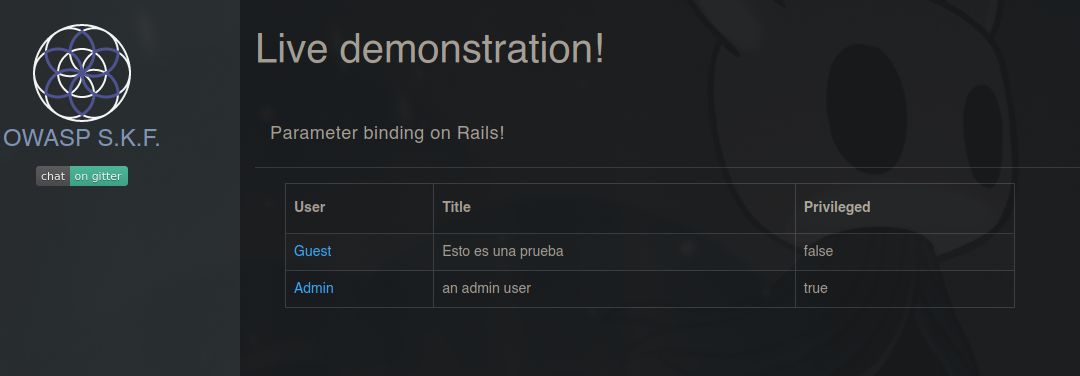 OWASP S.K.F.
chat on gitter
Live demonstration!
Parameter binding on Rails!
User Title Privileged
Guest Esto es una prueba false
Admin an admin user true